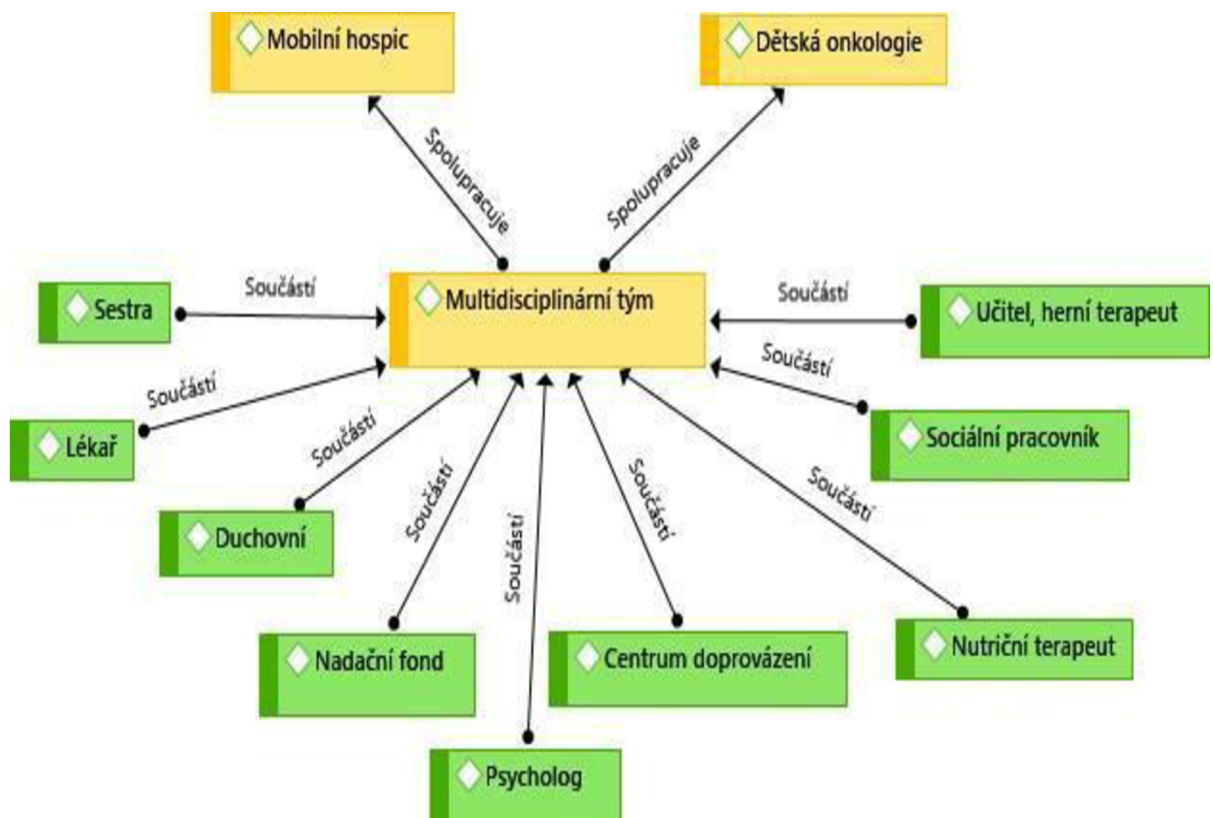 Mobilní hospic
Dětská onkologie
Spolupracuje
Spolupracuje
Sestra
Součástí
Multidisciplinární tým
Součástí
Učitel, herní terapeut
Součástí
Součástí
Lékař
Sociální pracovník
Součástí
Součástí
Součástí
Součástí
Součástí
Duchovní
Nadační fond
Centrum doprovázení
Nutriční terapeut
Psycholog